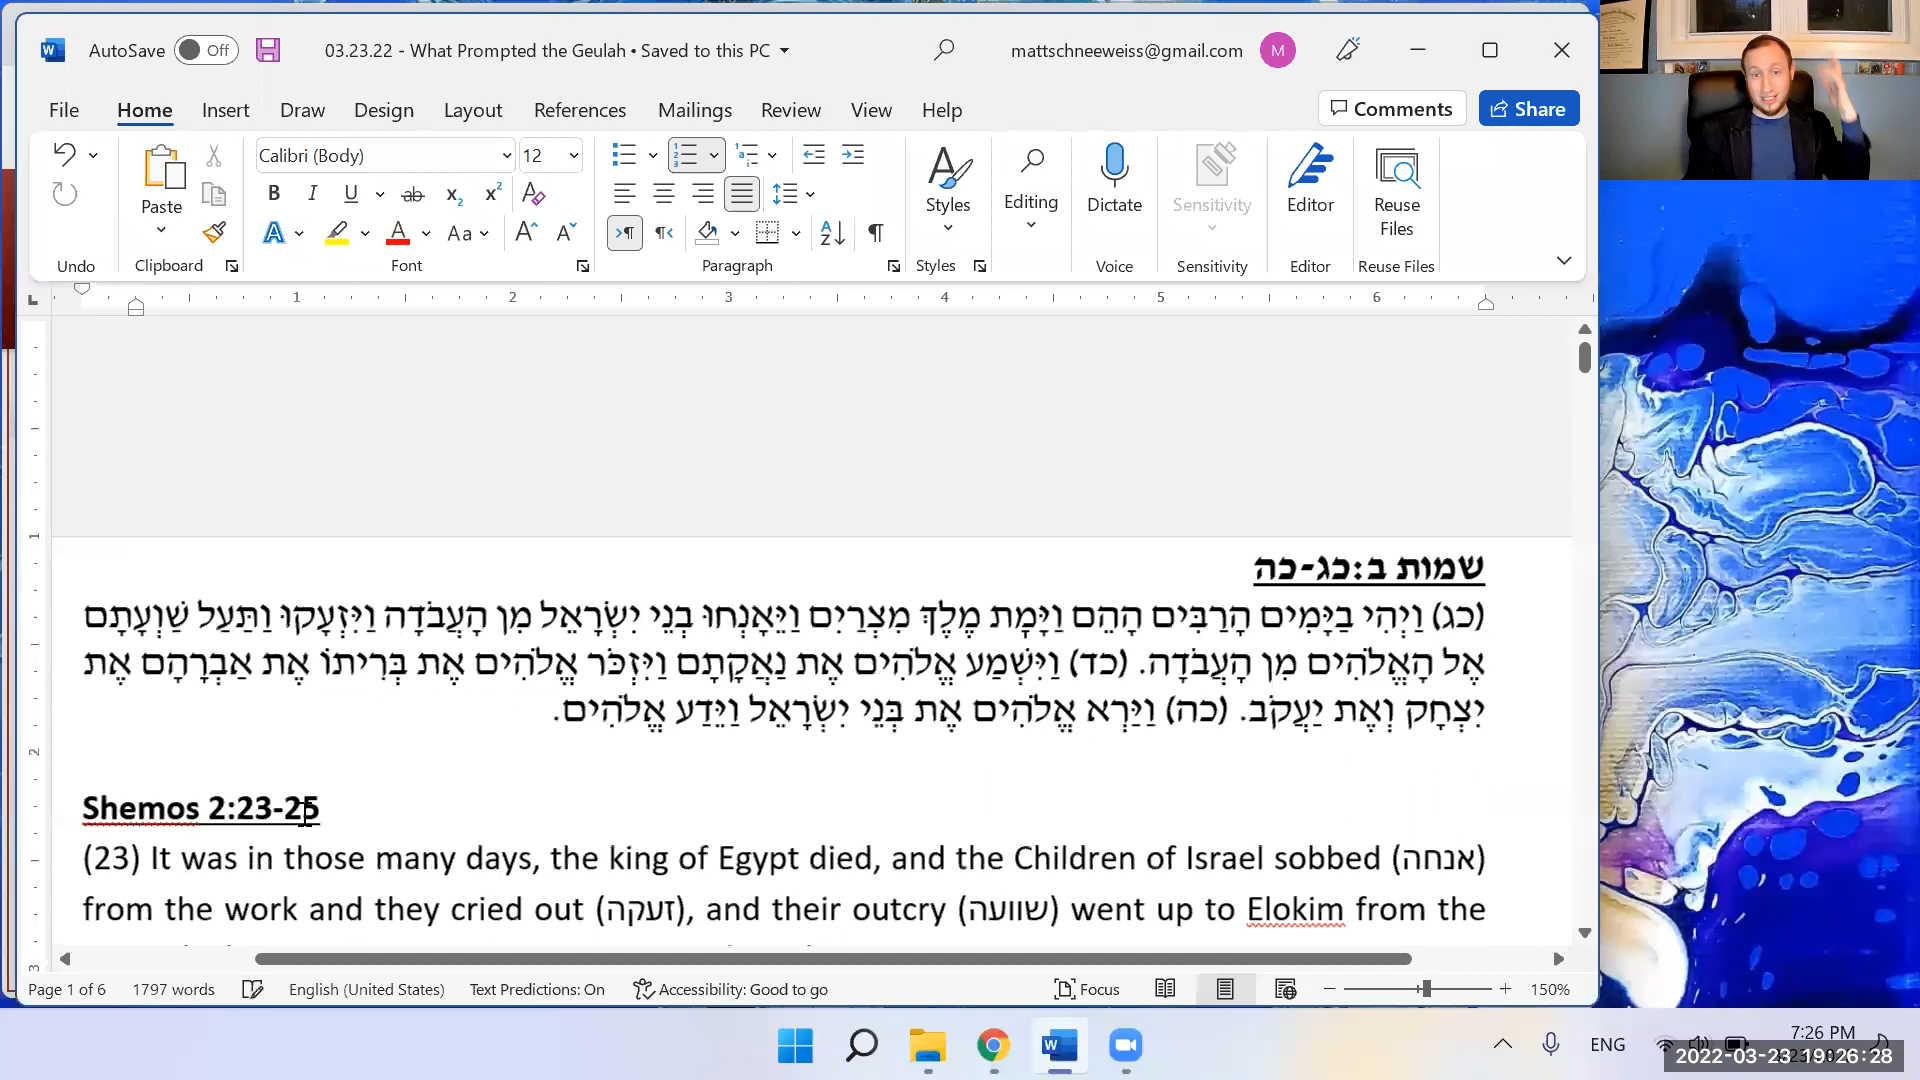 AutoSave Off 03.23.22 - What Prompted the Geulah • Saved to this PC mattschneeweiss@gmail.com M
File Home Insert Draw Design Layout References Mailings Review View Help Comments Share
Calibri (Body) 12
Paste Styles Editing Dictate Sensitivity Editor Reuse Files
Undo Clipboard Font Paragraph Styles Voice Sensitivity Editor Reuse Files
1 2 3 4 5 6
שמות ב:כג-כה
(כג) וַיְהִי בַיָּמִים הָרַבִּים הָהֵם וַיָּמָת מֶלֶךְ מִצְרַיִם וַיֵּאָנְחוּ בְנֵי יִשְׂרָאֵל מִן הָעֲבֹדָה וַיִּזְעָקוּ וַתַּעַל שַׁוְעָתָם
אֶל הָאֱלֹהִים מִן הָעֲבֹדָה. (כד) וַיִּשְׁמַע אֱלֹהִים אֶת נַאֲקָתָם וַיִּזְכֹּר אֱלֹהִים אֶת בְּרִיתוֹ אֶת אַבְרָהָם אֶת
יִצְחָק וְאֶת יַעֲקֹב. (כה) וַיַּרְא אֱלֹהִים אֶת בְּנֵי יִשְׂרָאֵל וַיֵּדַע אֱלֹהִים.
Shemos 2:23-25
(23) It was in those many days, the king of Egypt died, and the Children of Israel sobbed (אנחה)
from the work and they cried out (זעקה), and their outcry (שוועה) went up to Elokim from the
Page 1 of 6 1797 words English (United States) Text Predictions: On Accessibility: Good to go Focus 150%
ENG 7:26 PM
2022-03-23 19:26:28